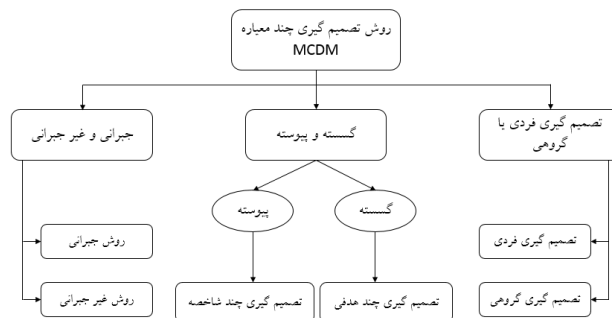 روش تصمیم گیری چند معیاره
MCDM
تصمیم گیری فردی یا
گروهی
گسسته و پیوسته
جبرانی و غیر جبرانی
گسسته
پیوسته
تصمیم گیری فردی
روش جبرانی
تصمیم گیری گروهی
تصمیم گیری چند هدفی
تصمیم گیری چند شاخصه
روش غیر جبرانی